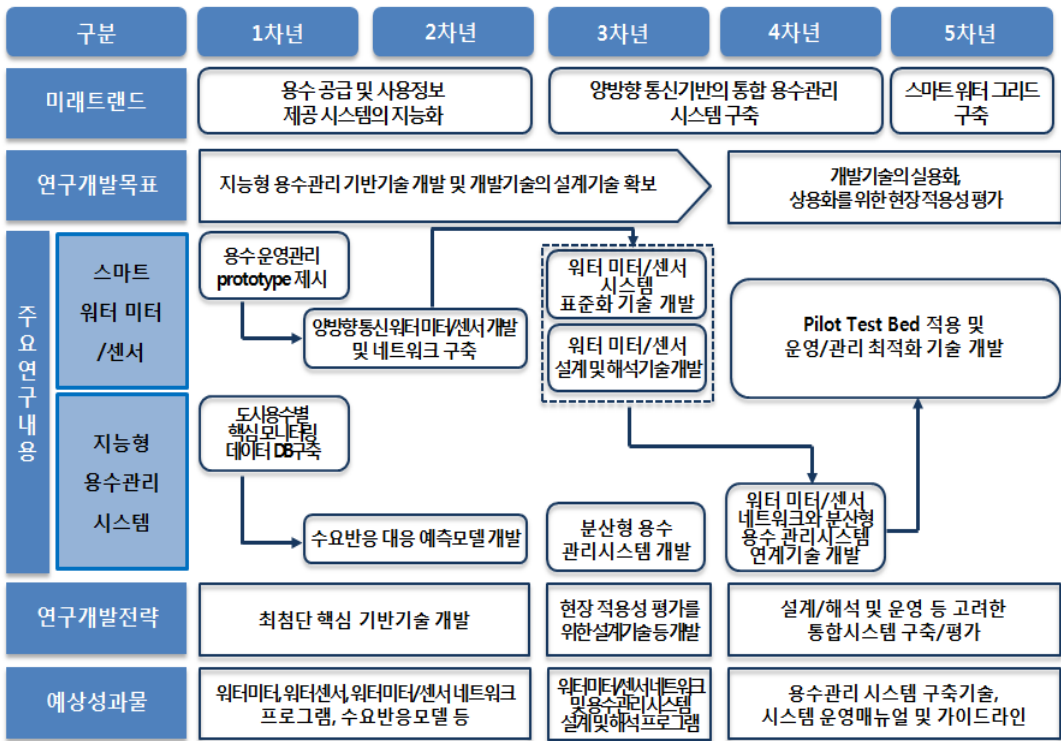 구분
1차년
2차년
3차년
4차년
5차년
미래트랜드
용수 공급 및 사용정보
제공 시스템의 지능화
양방향 통신기반의 통합 용수관리
시스템 구축
스마트 워터 그리드
구축
연구개발목표
지능형 용수관리 기반기술 개발 및 개발기술의 설계기술 확보
개발기술의 실용화,
상용화를 위한 현장 적용성 평가
주요연구내용
스마트
워터 미터
/센서
용수 운영관리
prototype 제시
양방향 통신 워터 미터/센서 개발
및 네트워크 구축
워터 미터/센서
시스템
표준화 기술 개발
워터 미터/센서
설계 및 해석기술개발
Pilot Test Bed 적용 및
운영/관리 최적화 기술 개발
지능형
용수관리
시스템
도시용수별
핵심 모니터링
데이터 DB구축
수요반응 대응 예측모델 개발
분산형 용수
관리시스템 개발
워터 미터/센서
네트워크와 분산형
용수 관리시스템
연계기술 개발
연구개발전략
최첨단 핵심 기반기술 개발
현장 적용성 평가를
위한 설계기술 등 개발
설계/해석 및 운영 등 고려한
통합시스템 구축/평가
예상성과물
워터미터, 워터센서, 워터미터/센서 네트워크
프로그램, 수요반응모델 등
워터미터/센서 네트워크
및 용수관리 시스템
설계 및 해석 프로그램
용수관리 시스템 구축기술,
시스템 운영매뉴얼 및 가이드라인